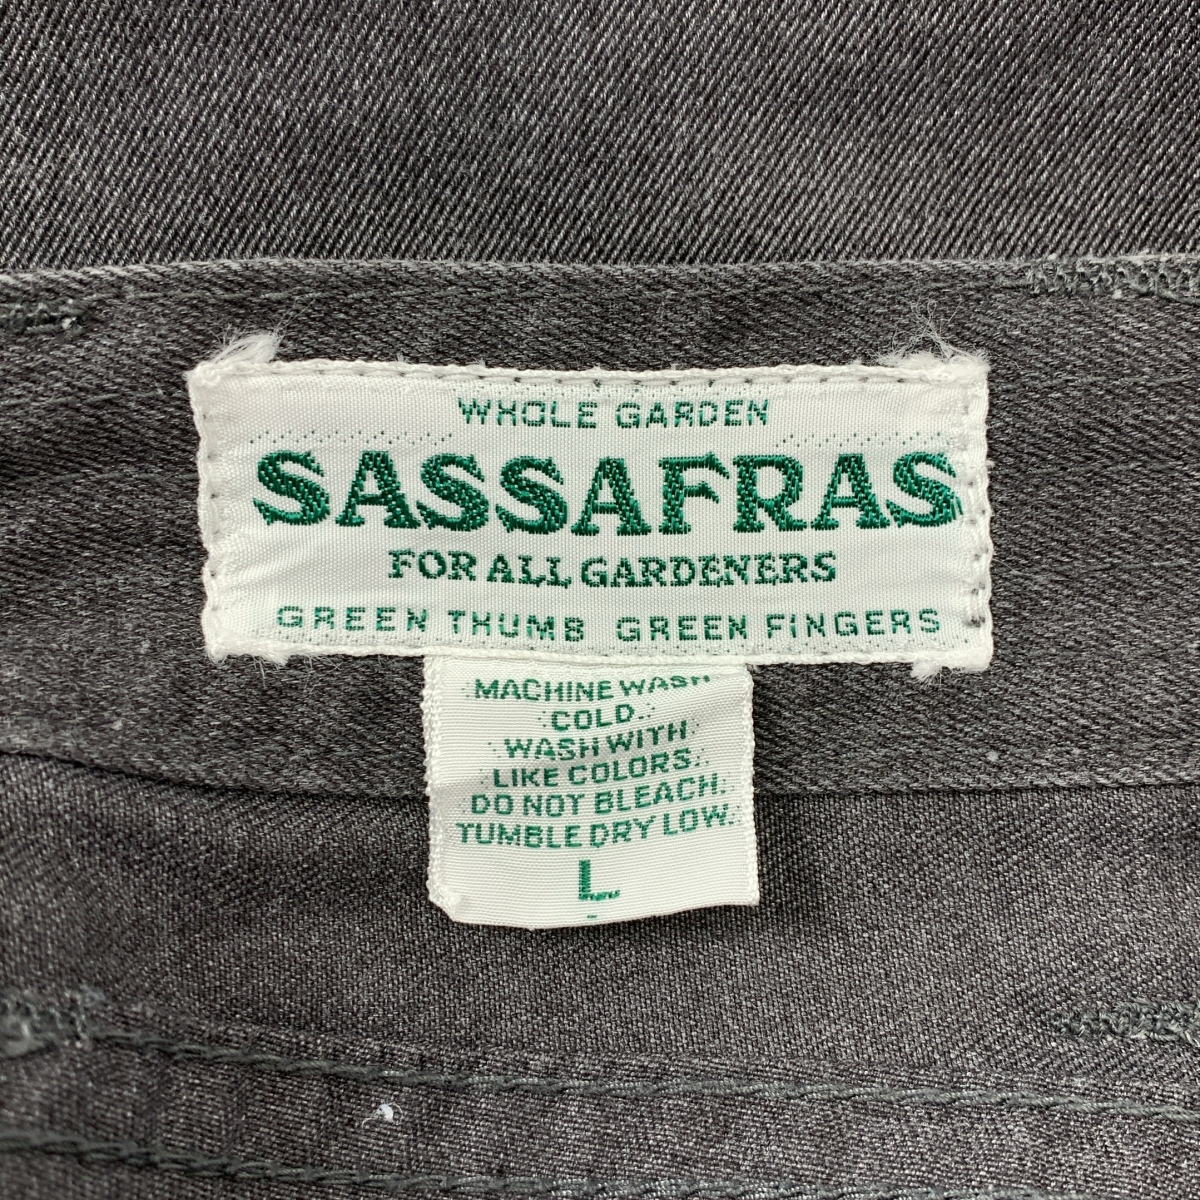 WHOLE GARDEN
SASSAFRAS
FOR ALL GARDENERS
GREEN THUMB GREEN FINGERS
MACHINE WASH
COLD.
WASH WITH
LIKE COLORS.
DO NOT BLEACH.
TUMBLE DRY LOW.
L